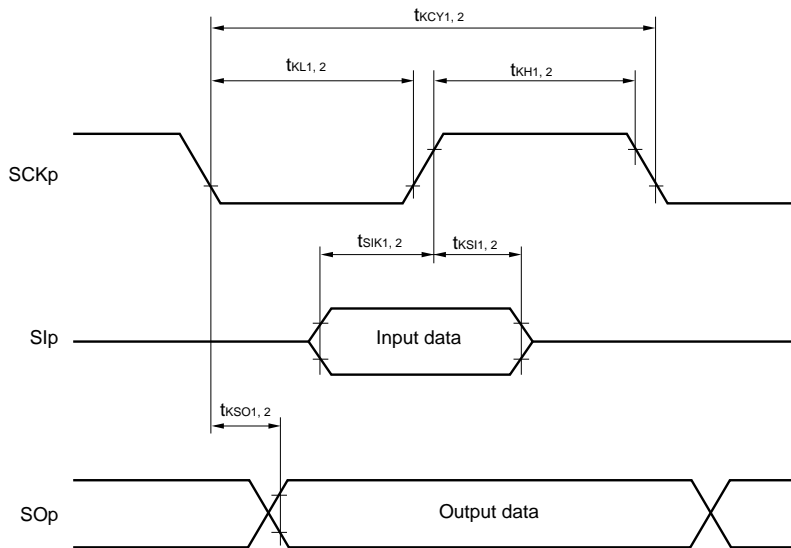 tKCY1, 2
tKL1, 2
tKH1, 2
SCKp
tSIK1, 2
tKSI1, 2
SIp
Input data
tKSO1, 2
SOp
Output data